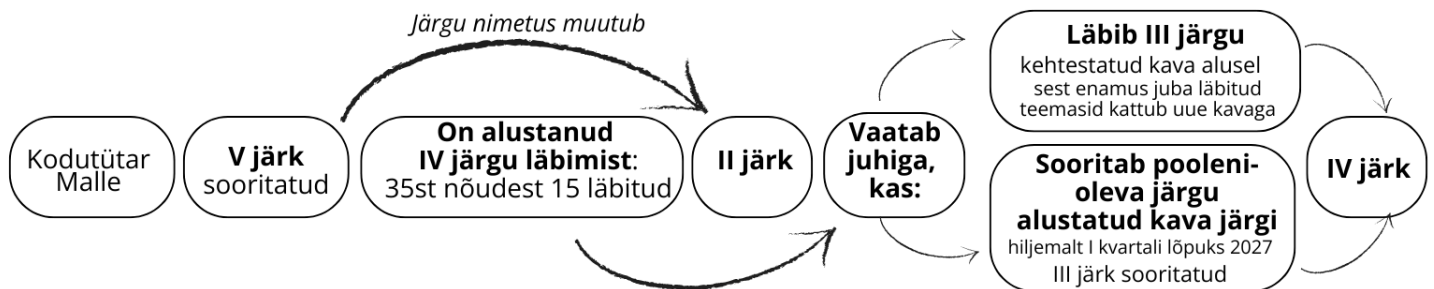 Järgu nimetus muutub
Kodutütar
Malle
V järk
sooritatud
On alustanud
IV järgu läbimist:
35st nõudest 15 läbitud
II järk
Vaatab
juhiga,
kas:
Läbib III järgu
kehtestatud kava alusel
sest enamus juba läbitud
teemasid kattub uue kavaga
Sooritab pooleni-
oleva järgu
alustatud kava järgi
hiljemalt I kvartali lõpuks 2027
III järk sooritatud
IV järk